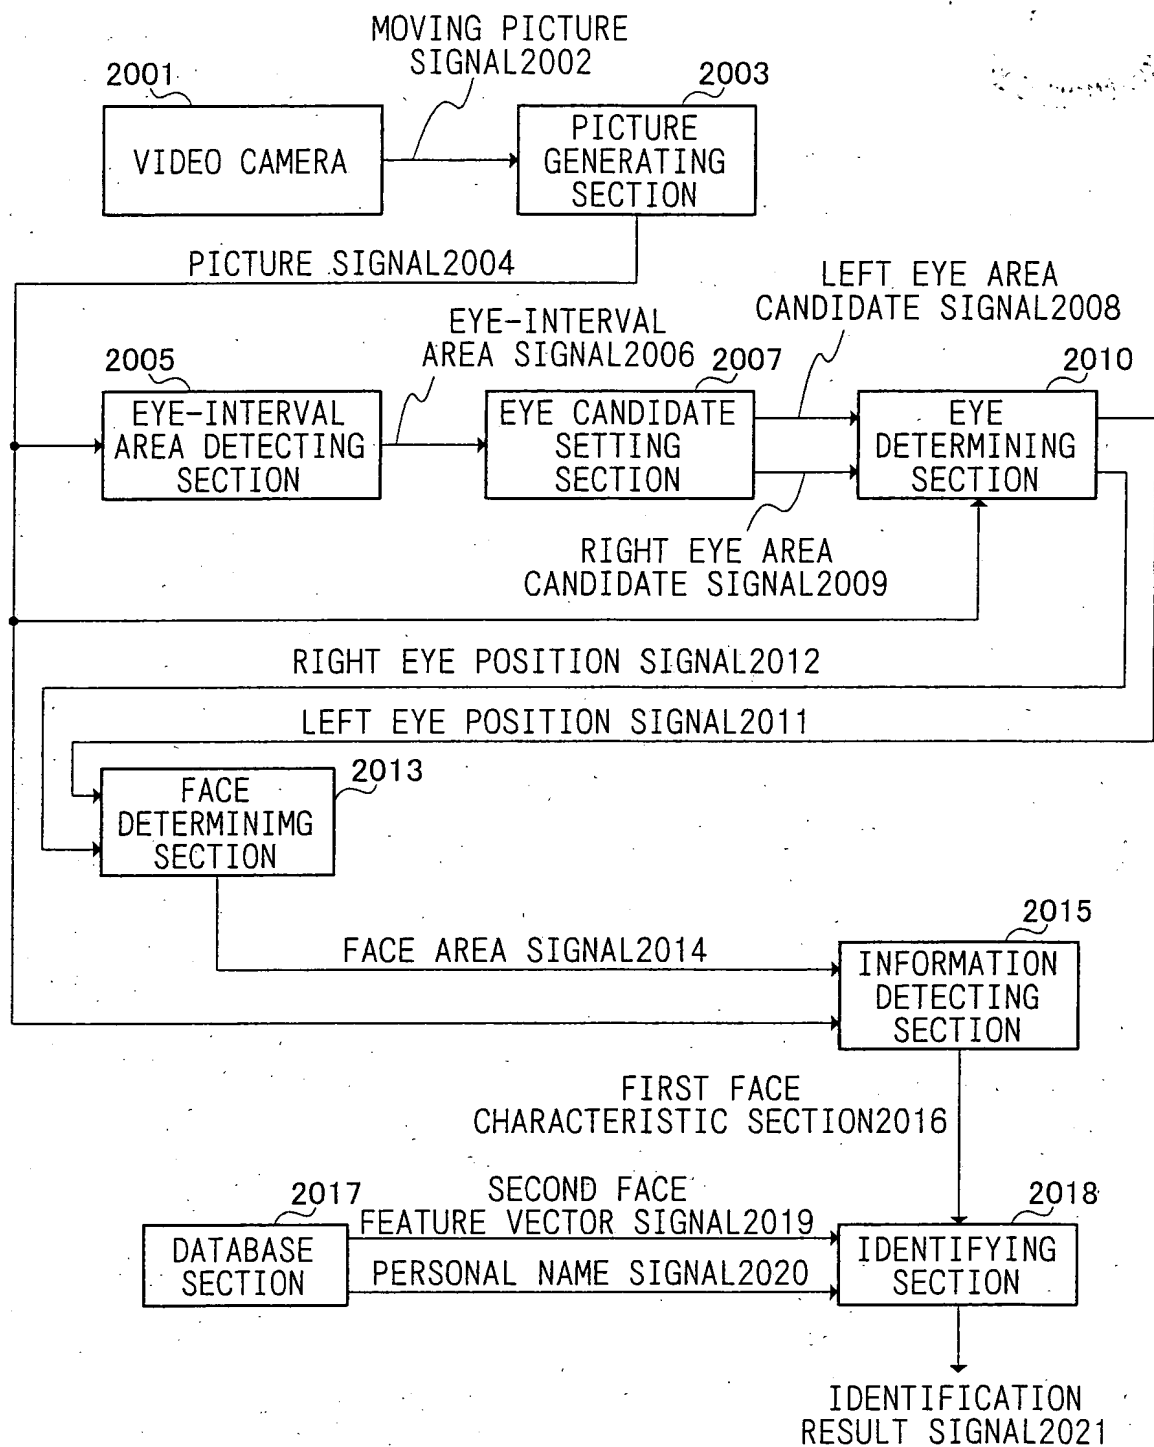 MOVING PICTURE
SIGNAL2002
2001
2003
VIDEO CAMERA
PICTURE
GENERATING
SECTION
PICTURE SIGNAL2004
LEFT EYE AREA
CANDIDATE SIGNAL2008
EYE-INTERVAL
AREA SIGNAL2006
2005
2007
2010
EYE-INTERVAL
AREA DETECTING
SECTION
EYE CANDIDATE
SETTING
SECTION
EYE
DETERMINING
SECTION
RIGHT EYE AREA
CANDIDATE SIGNAL2009
RIGHT EYE POSITION SIGNAL2012
LEFT EYE POSITION SIGNAL2011
2013
FACE
DETERMINIMG
SECTION
FACE AREA SIGNAL2014
2015
INFORMATION
DETECTING
SECTION
FIRST FACE
CHARACTERISTIC SECTION2016
2017
SECOND FACE
FEATURE VECTOR SIGNAL2019
2018
DATABASE
SECTION
PERSONAL NAME SIGNAL2020
IDENTIFYING
SECTION
IDENTIFICATION
RESULT SIGNAL2021